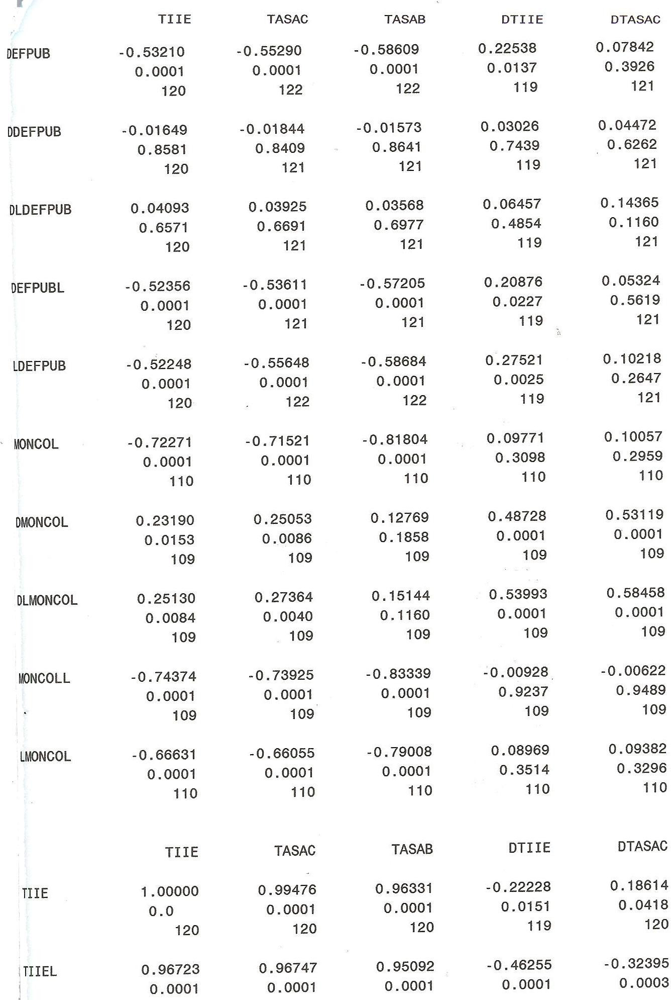 TIIE TASAC TASAB DTIIE DTASAC
DEFPUB -0.53210 -0.55290 -0.58609 0.22538 0.07842
0.0001 0.0001 0.0001 0.0137 0.3926
120 122 122 119 121
DDEFPUB -0.01649 -0.01844 -0.01573 0.03026 0.04472
0.8581 0.8409 0.8641 0.7439 0.6262
120 121 121 119 121
DLDEFPUB 0.04093 0.03925 0.03568 0.06457 0.14365
0.6571 0.6691 0.6977 0.4854 0.1160
120 121 121 119 121
DEFPUBL -0.52356 -0.53611 -0.57205 0.20876 0.05324
0.0001 0.0001 0.0001 0.0227 0.5619
120 121 121 119 121
LDEFPUB -0.52248 -0.55648 -0.58684 0.27521 0.10218
0.0001 0.0001 0.0001 0.0025 0.2647
120 122 122 119 121
MONCOL -0.72271 -0.71521 -0.81804 0.09771 0.10057
0.0001 0.0001 0.0001 0.3098 0.2959
110 110 110 110 110
DMONCOL 0.23190 0.25053 0.12769 0.48728 0.53119
0.0153 0.0086 0.1858 0.0001 0.0001
109 109 109 109 109
DLMONCOL 0.25130 0.27364 0.15144 0.53993 0.58458
0.0084 0.0040 0.1160 0.0001 0.0001
109 109 109 109 109
MONCOLL -0.74374 -0.73925 -0.83339 -0.00928 -0.00622
0.0001 0.0001 0.0001 0.9237 0.9489
109 109 109 109 109
LMONCOL -0.66631 -0.66055 -0.79008 0.08969 0.09382
0.0001 0.0001 0.0001 0.3514 0.3296
110 110 110 110 110
TIIE TASAC TASAB DTIIE DTASAC
TIIE 1.00000 0.99476 0.96331 -0.22228 0.18614
0.0 0.0001 0.0001 0.0151 0.0418
120 120 120 119 120
TIIEL 0.96723 0.96747 0.95092 -0.46255 -0.32395
0.0001 0.0001 0.0001 0.0001 0.0003